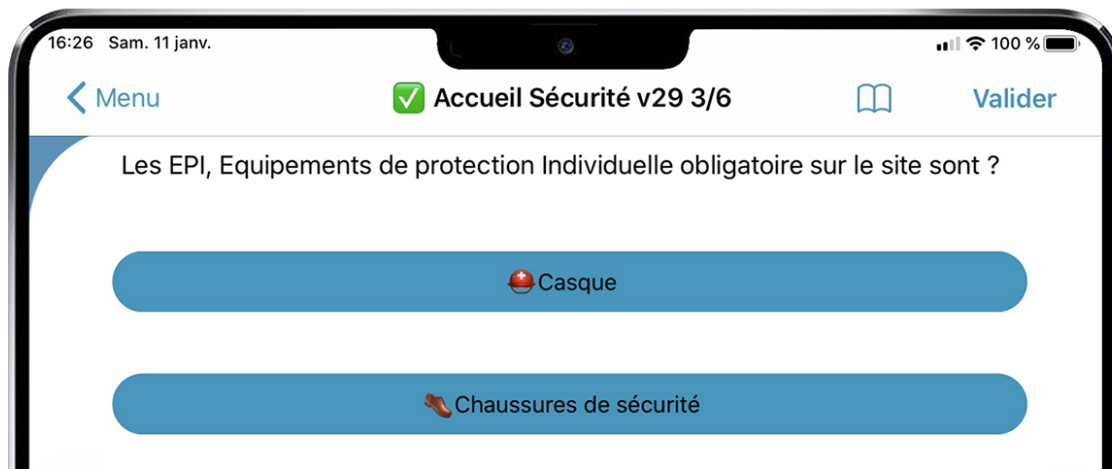 16:26 Sam. 11 janv. 100 %
Menu
✅ Accueil Sécurité v29 3/6
Valider
Les EPI, Equipements de protection Individuelle obligatoire sur le site sont ?
⛑Casque
👞Chaussures de sécurité